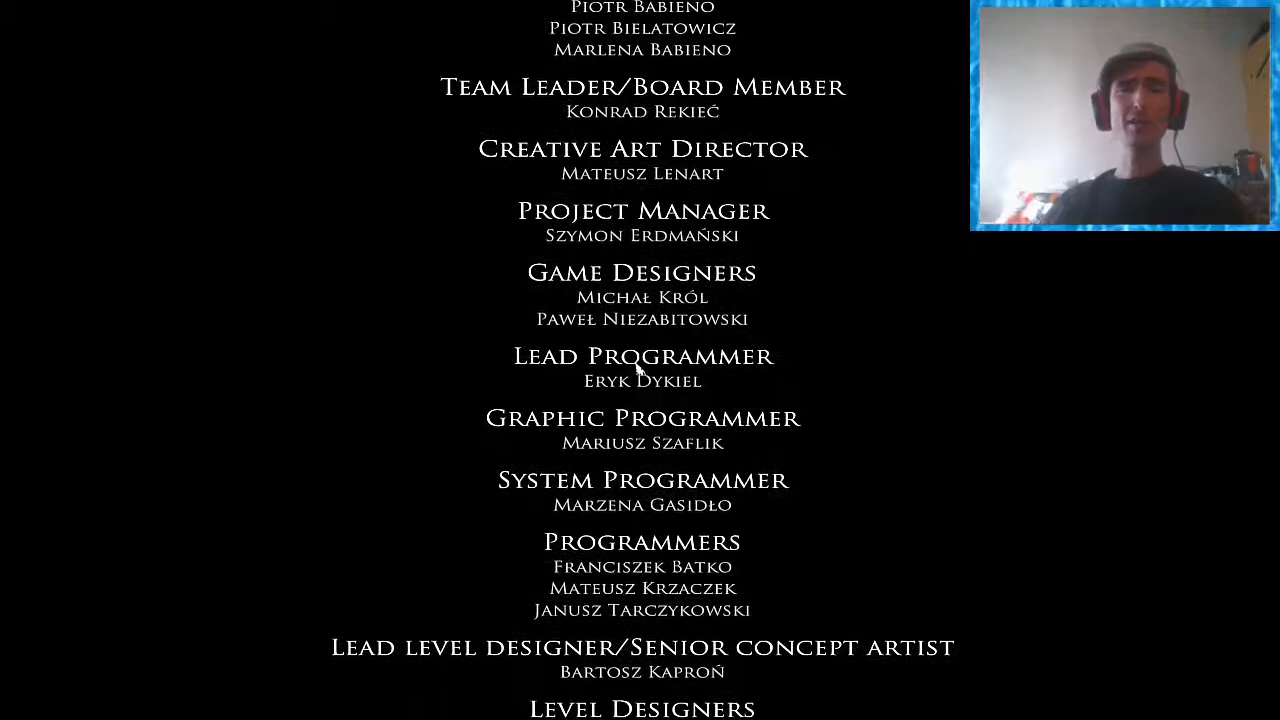 Piotr Babieno
Piotr Bielatowicz
Marlena Babieno
Team Leader/Board Member
Konrad Rekieć
Creative Art Director
Mateusz Lenart
Project Manager
Szymon Erdmański
Game Designers
Michał Król
Paweł Niezabitowski
Lead Programmer
Eryk Dykiel
Graphic Programmer
Mariusz Szaflik
System Programmer
Marzena Gasidło
Programmers
Franciszek Batko
Mateusz Krzaczek
Janusz Tarczykowski
Lead level designer/Senior concept artist
Bartosz Kaproń
Level Designers